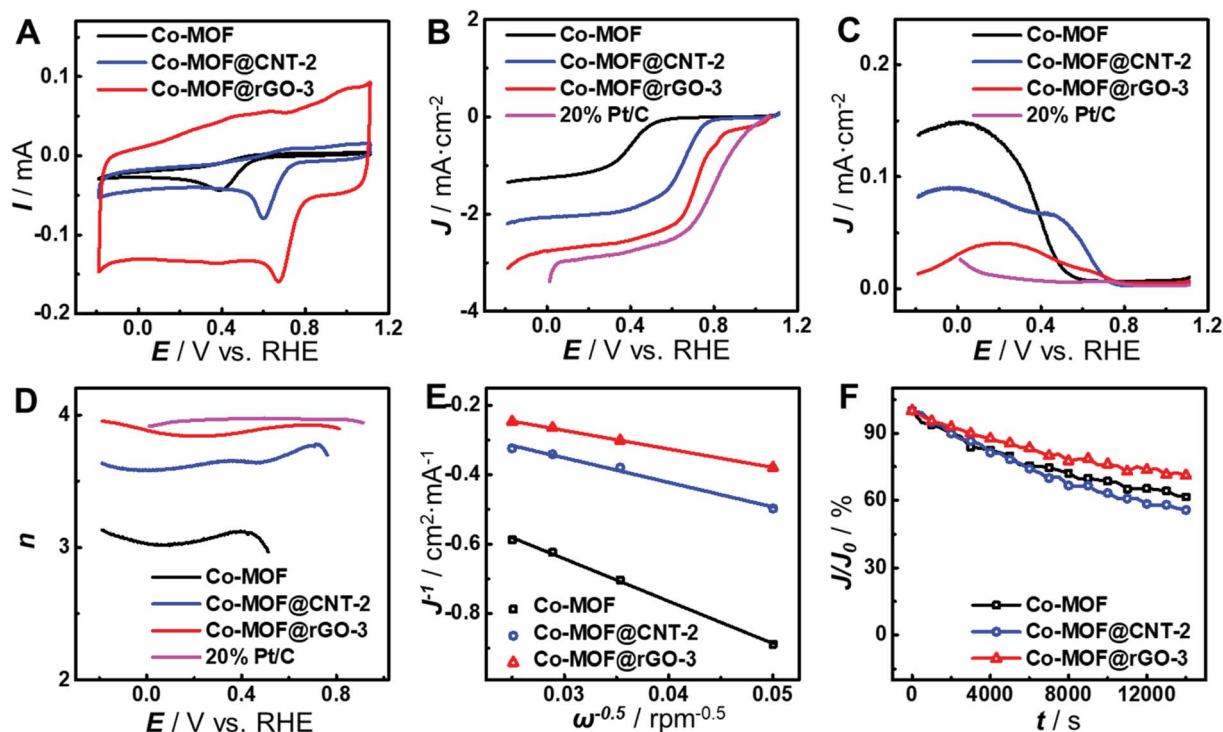 A
Co-MOF
Co-MOF@CNT-2
Co-MOF@rGO-3
0.1
0.0
-0.1
-0.2
I / mA
0.0 0.4 0.8 1.2
E / V vs. RHE
B
Co-MOF
Co-MOF@CNT-2
Co-MOF@rGO-3
20% Pt/C
2
0
-2
-4
J / mA·cm-2
0.0 0.4 0.8 1.2
E / V vs. RHE
C
Co-MOF
Co-MOF@CNT-2
Co-MOF@rGO-3
20% Pt/C
0.2
0.1
0.0
J / mA·cm-2
0.0 0.4 0.8 1.2
E / V vs. RHE
D
4
3
2
n
Co-MOF
Co-MOF@CNT-2
Co-MOF@rGO-3
20% Pt/C
0.0 0.4 0.8
E / V vs. RHE
E
-0.2
-0.4
-0.6
-0.8
J-1 / cm2·mA-1
Co-MOF
Co-MOF@CNT-2
Co-MOF@rGO-3
0.03 0.04 0.05
ω-0.5 / rpm-0.5
F
90
60
30
0
J/J0 / %
Co-MOF
Co-MOF@CNT-2
Co-MOF@rGO-3
0 4000 8000 12000
t / s